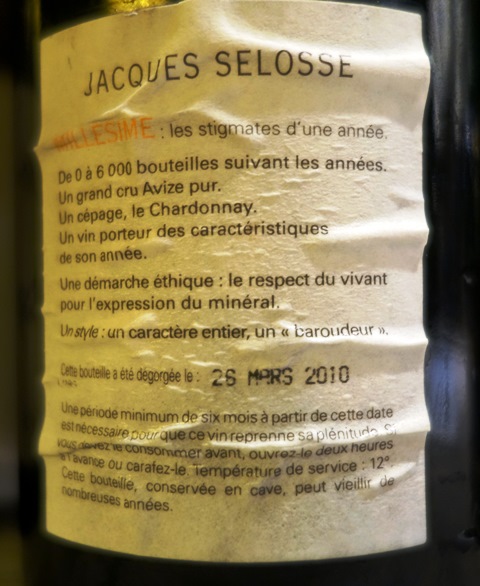 JACQUES SELOSSE
MILLESIME : les stigmates d'une année.
De 0 à 6 000 bouteilles suivant les années.
Un grand cru Avize pur.
Un cépage, le Chardonnay.
Un vin porteur des caractéristiques
de son année.
Une démarche éthique : le respect du vivant
pour l'expression du minéral.
Un style : un caractère entier, un « baroudeur ».
Cette bouteille a été dégorgée le : 26 MARS 2010
Une période minimum de six mois à partir de cette date
est nécessaire pour que ce vin reprenne sa plénitude. Si
vous devez le consommer avant, ouvrez-le deux heures
à l'avance ou carafez-le. Température de service : 12°.
Cette bouteille, conservée en cave, peut vieillir de
nombreuses années.